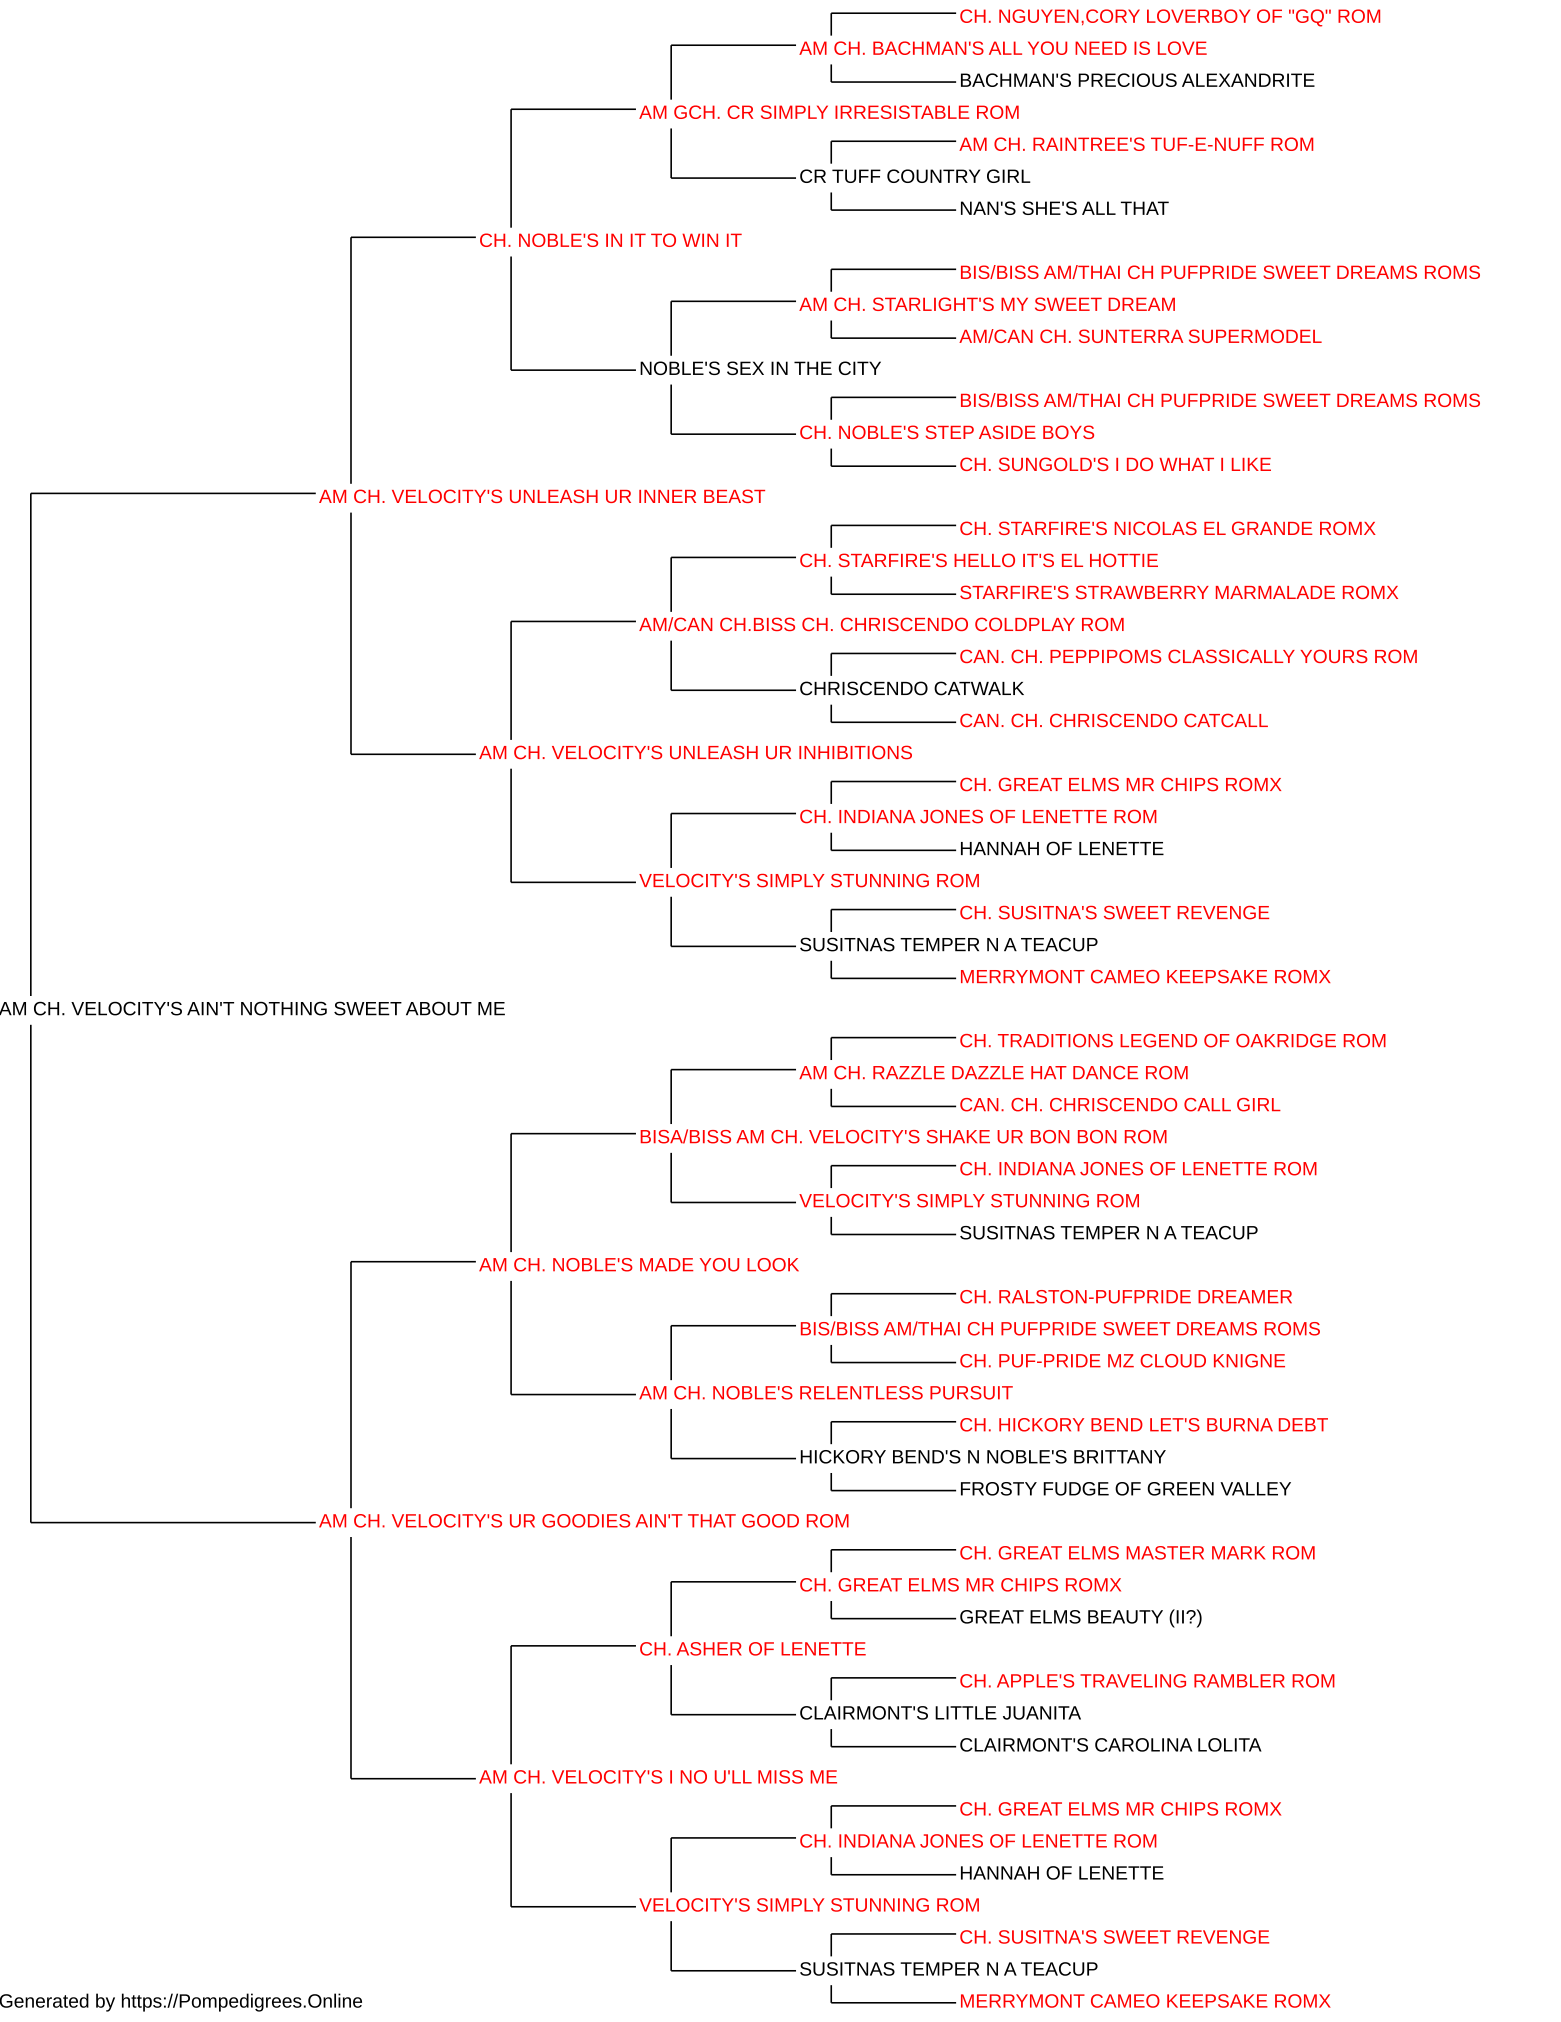 CH. NGUYEN,CORY LOVERBOY OF "GQ" ROM
AM CH. BACHMAN'S ALL YOU NEED IS LOVE
BACHMAN'S PRECIOUS ALEXANDRITE
AM GCH. CR SIMPLY IRRESISTABLE ROM
AM CH. RAINTREE'S TUF-E-NUFF ROM
CR TUFF COUNTRY GIRL
NAN'S SHE'S ALL THAT
CH. NOBLE'S IN IT TO WIN IT
BIS/BISS AM/THAI CH PUFPRIDE SWEET DREAMS ROMS
AM CH. STARLIGHT'S MY SWEET DREAM
AM/CAN CH. SUNTERRA SUPERMODEL
NOBLE'S SEX IN THE CITY
BIS/BISS AM/THAI CH PUFPRIDE SWEET DREAMS ROMS
CH. NOBLE'S STEP ASIDE BOYS
CH. SUNGOLD'S I DO WHAT I LIKE
AM CH. VELOCITY'S UNLEASH UR INNER BEAST
CH. STARFIRE'S NICOLAS EL GRANDE ROMX
CH. STARFIRE'S HELLO IT'S EL HOTTIE
STARFIRE'S STRAWBERRY MARMALADE ROMX
AM/CAN CH.BISS CH. CHRISCENDO COLDPLAY ROM
CAN. CH. PEPPIPOMS CLASSICALLY YOURS ROM
CHRISCENDO CATWALK
CAN. CH. CHRISCENDO CATCALL
AM CH. VELOCITY'S UNLEASH UR INHIBITIONS
CH. GREAT ELMS MR CHIPS ROMX
CH. INDIANA JONES OF LENETTE ROM
HANNAH OF LENETTE
VELOCITY'S SIMPLY STUNNING ROM
CH. SUSITNA'S SWEET REVENGE
SUSITNAS TEMPER N A TEACUP
MERRYMONT CAMEO KEEPSAKE ROMX
AM CH. VELOCITY'S AIN'T NOTHING SWEET ABOUT ME
CH. TRADITIONS LEGEND OF OAKRIDGE ROM
AM CH. RAZZLE DAZZLE HAT DANCE ROM
CAN. CH. CHRISCENDO CALL GIRL
BISA/BISS AM CH. VELOCITY'S SHAKE UR BON BON ROM
CH. INDIANA JONES OF LENETTE ROM
VELOCITY'S SIMPLY STUNNING ROM
SUSITNAS TEMPER N A TEACUP
AM CH. NOBLE'S MADE YOU LOOK
CH. RALSTON-PUFPRIDE DREAMER
BIS/BISS AM/THAI CH PUFPRIDE SWEET DREAMS ROMS
CH. PUF-PRIDE MZ CLOUD KNIGNE
AM CH. NOBLE'S RELENTLESS PURSUIT
CH. HICKORY BEND LET'S BURNA DEBT
HICKORY BEND'S N NOBLE'S BRITTANY
FROSTY FUDGE OF GREEN VALLEY
AM CH. VELOCITY'S UR GOODIES AIN'T THAT GOOD ROM
CH. GREAT ELMS MASTER MARK ROM
CH. GREAT ELMS MR CHIPS ROMX
GREAT ELMS BEAUTY (II?)
CH. ASHER OF LENETTE
CH. APPLE'S TRAVELING RAMBLER ROM
CLAIRMONT'S LITTLE JUANITA
CLAIRMONT'S CAROLINA LOLITA
AM CH. VELOCITY'S I NO U'LL MISS ME
CH. GREAT ELMS MR CHIPS ROMX
CH. INDIANA JONES OF LENETTE ROM
HANNAH OF LENETTE
VELOCITY'S SIMPLY STUNNING ROM
CH. SUSITNA'S SWEET REVENGE
SUSITNAS TEMPER N A TEACUP
MERRYMONT CAMEO KEEPSAKE ROMX
Generated by https://Pompedigrees.Online